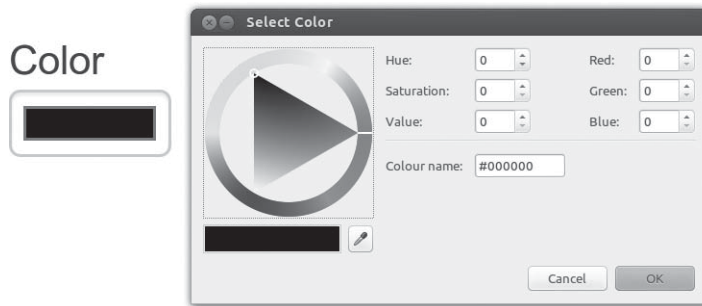 Color
Select Color
Hue: 0 Red: 0
Saturation: 0 Green: 0
Value: 0 Blue: 0
Colour name: #000000
Cancel OK